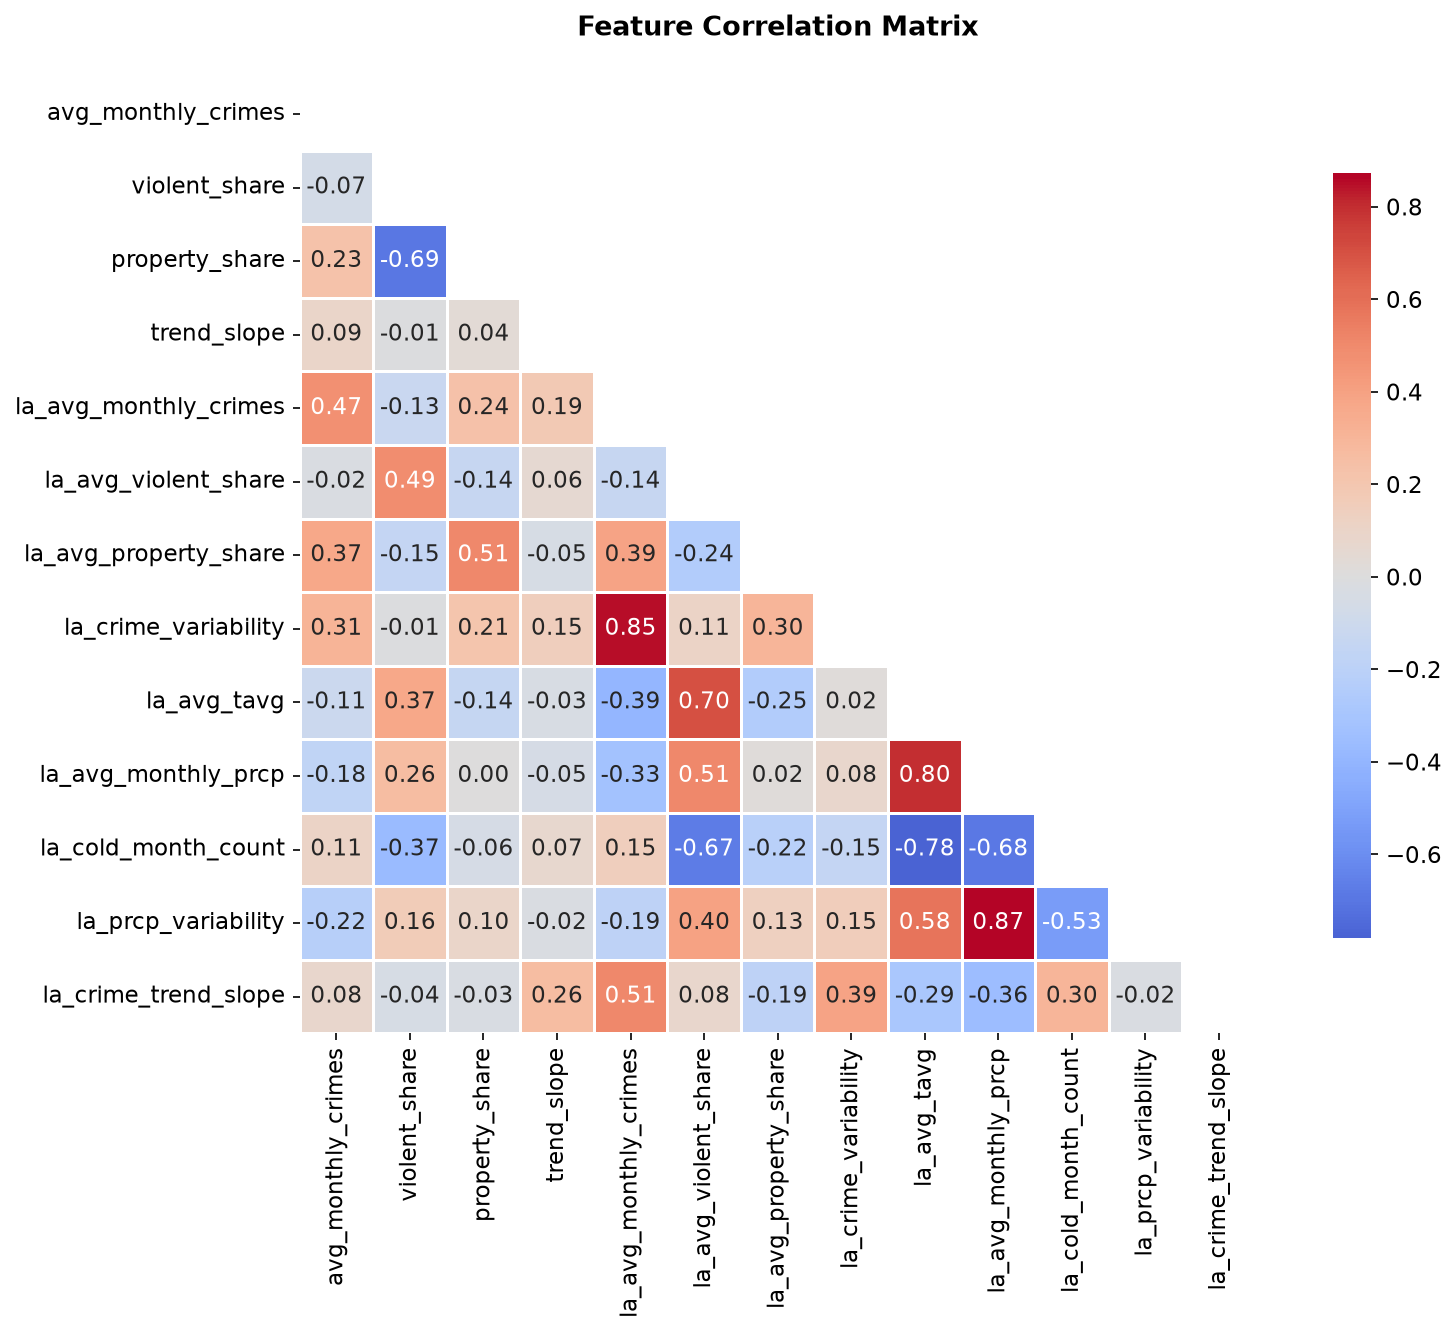 Feature Correlation Matrix
avg_monthly_crimes
violent_share -0.07
property_share 0.23 -0.69
trend_slope 0.09 -0.01 0.04
la_avg_monthly_crimes 0.47 -0.13 0.24 0.19
la_avg_violent_share -0.02 0.49 -0.14 0.06 -0.14
la_avg_property_share 0.37 -0.15 0.51 -0.05 0.39 -0.24
la_crime_variability 0.31 -0.01 0.21 0.15 0.85 0.11 0.30
la_avg_tavg -0.11 0.37 -0.14 -0.03 -0.39 0.70 -0.25 0.02
la_avg_monthly_prcp -0.18 0.26 0.00 -0.05 -0.33 0.51 0.02 0.08 0.80
la_cold_month_count 0.11 -0.37 -0.06 0.07 0.15 -0.67 -0.22 -0.15 -0.78 -0.68
la_prcp_variability -0.22 0.16 0.10 -0.02 -0.19 0.40 0.13 0.15 0.58 0.87 -0.53
la_crime_trend_slope 0.08 -0.04 -0.03 0.26 0.51 0.08 -0.19 0.39 -0.29 -0.36 0.30 -0.02
avg_monthly_crimes
violent_share
property_share
trend_slope
la_avg_monthly_crimes
la_avg_violent_share
la_avg_property_share
la_crime_variability
la_avg_tavg
la_avg_monthly_prcp
la_cold_month_count
la_prcp_variability
la_crime_trend_slope
0.8
0.6
0.4
0.2
0.0
−0.2
−0.4
−0.6